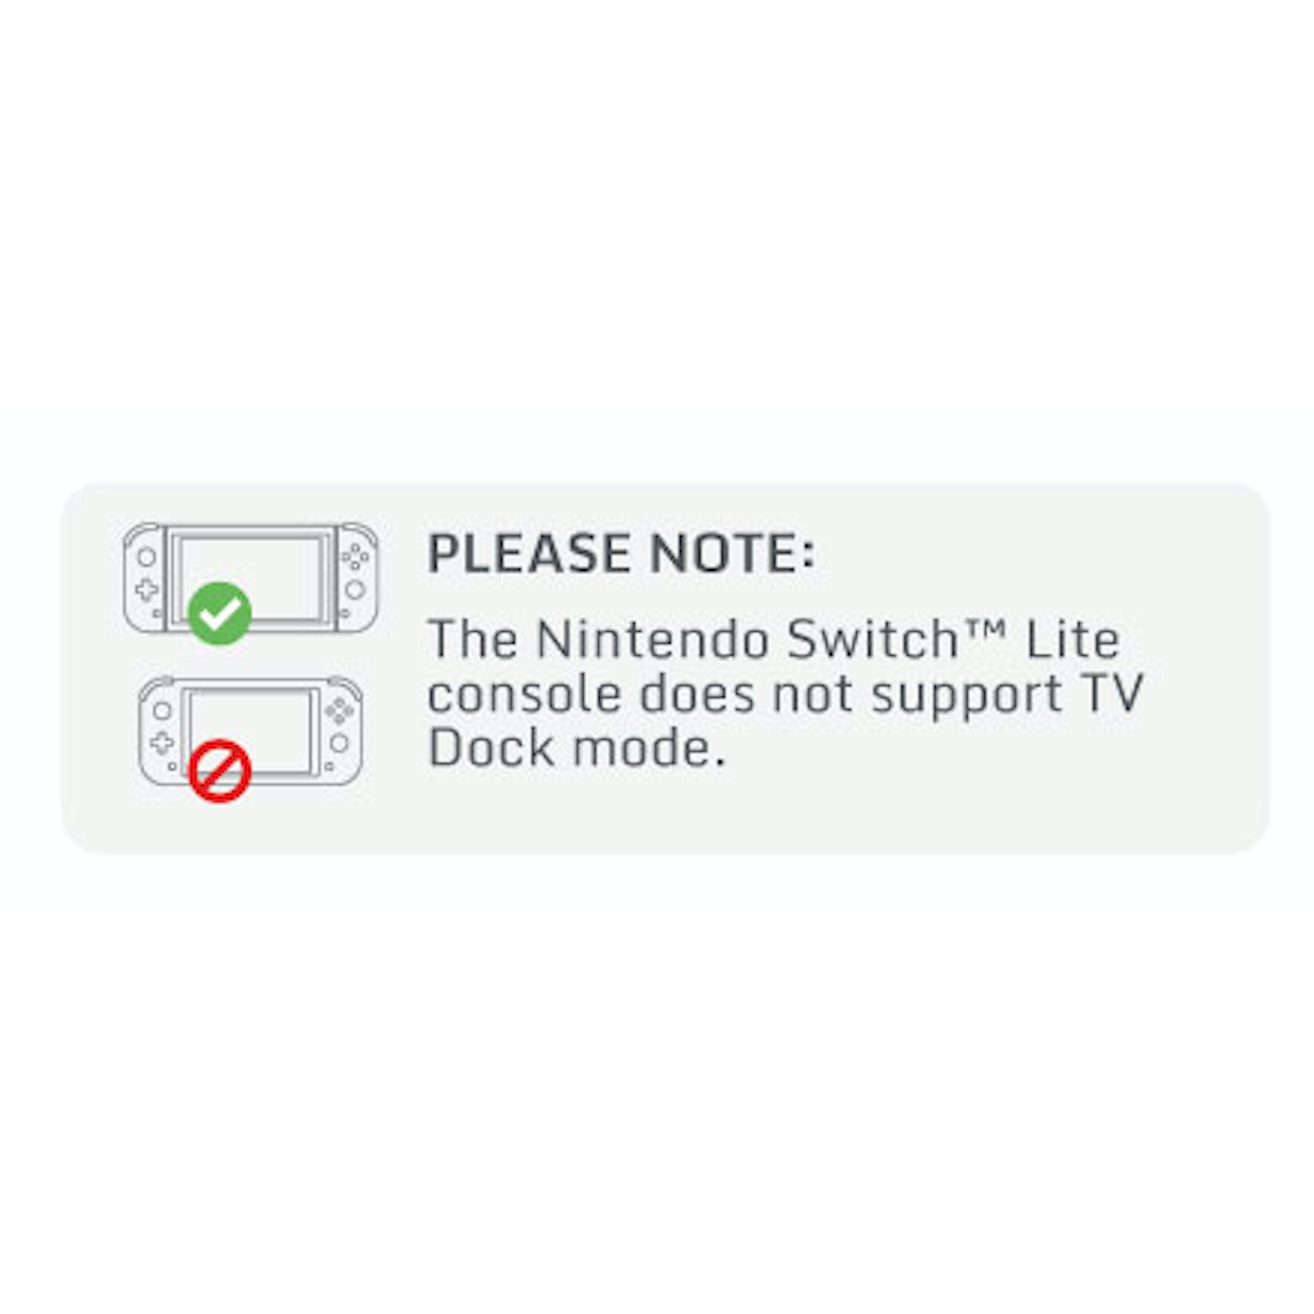 PLEASE NOTE:
The Nintendo Switch™ Lite
console does not support TV
Dock mode.